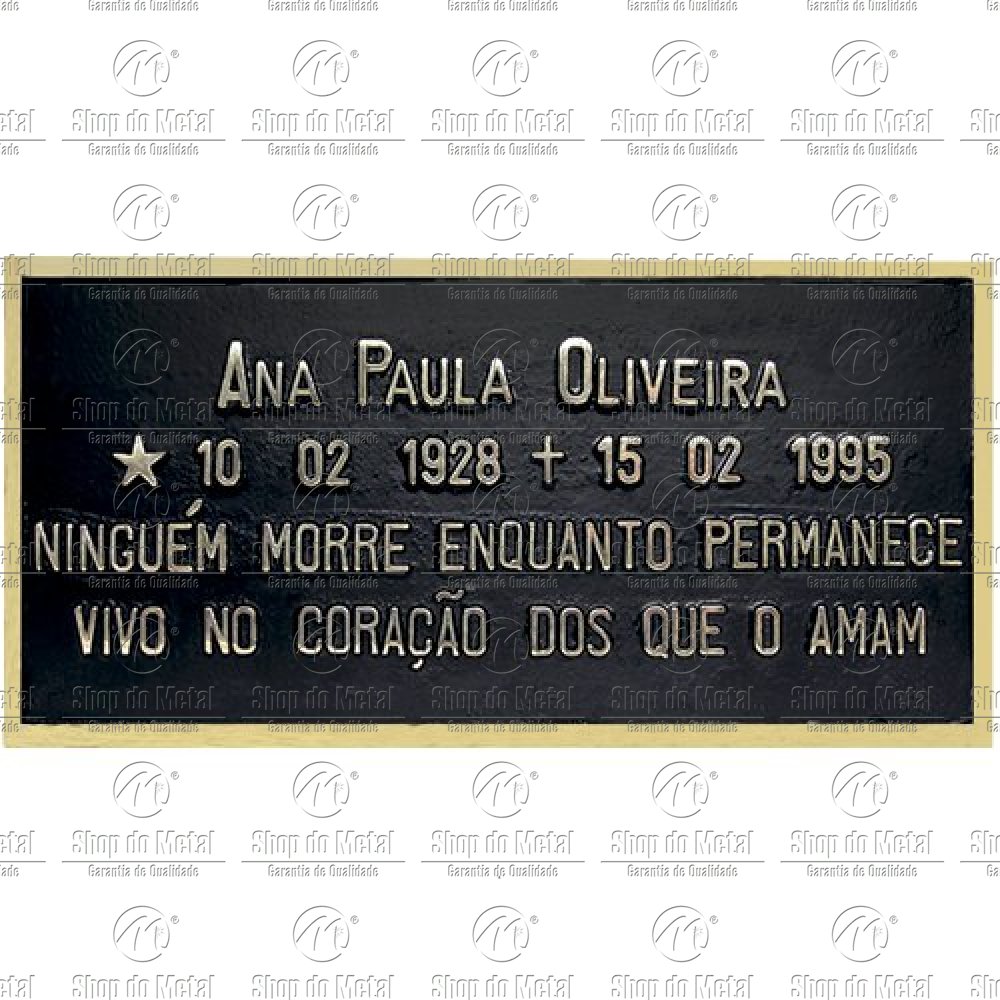 Ana Paula Oliveira
★ 10 02 1928 ✝ 15 02 1995
NINGUÉM MORRE ENQUANTO PERMANECE
VIVO NO CORAÇÃO DOS QUE O AMAM
Shop do Metal
Garantia de Qualidade